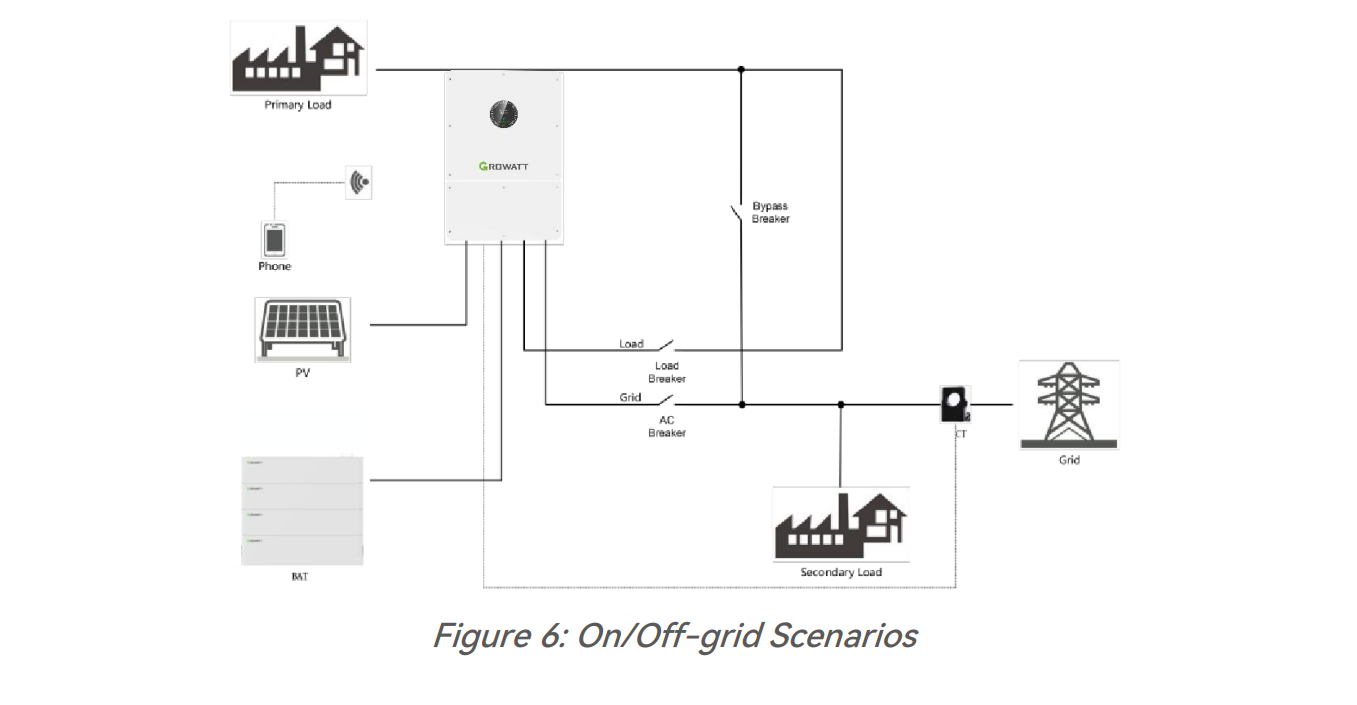 Primary Load
GROWATT
Bypass
Breaker
Phone
Load
Load
Breaker
PV
Grid
AC
Breaker
CT
Grid
BAT
Secondary Load
Figure 6: On/Off-grid Scenarios